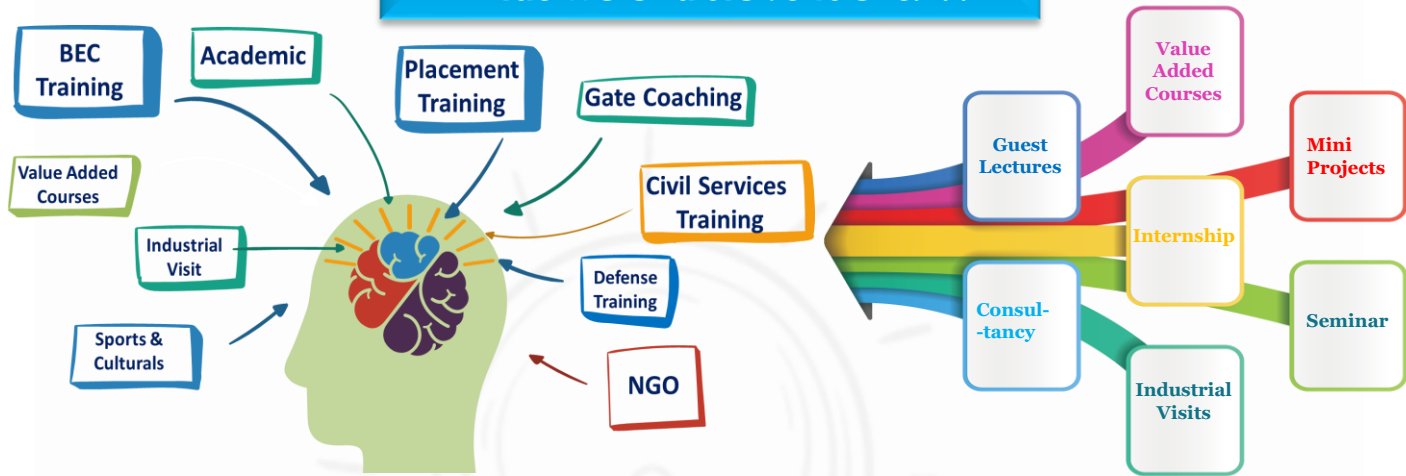 BEC
Training
Academic
Placement
Training
Gate Coaching
Value Added
Courses
Civil Services
Training
Industrial
Visit
Defense
Training
Sports &
Culturals
NGO
Value
Added
Courses
Guest
Lectures
Mini
Projects
Internship
Consul-
-tancy
Seminar
Industrial
Visits